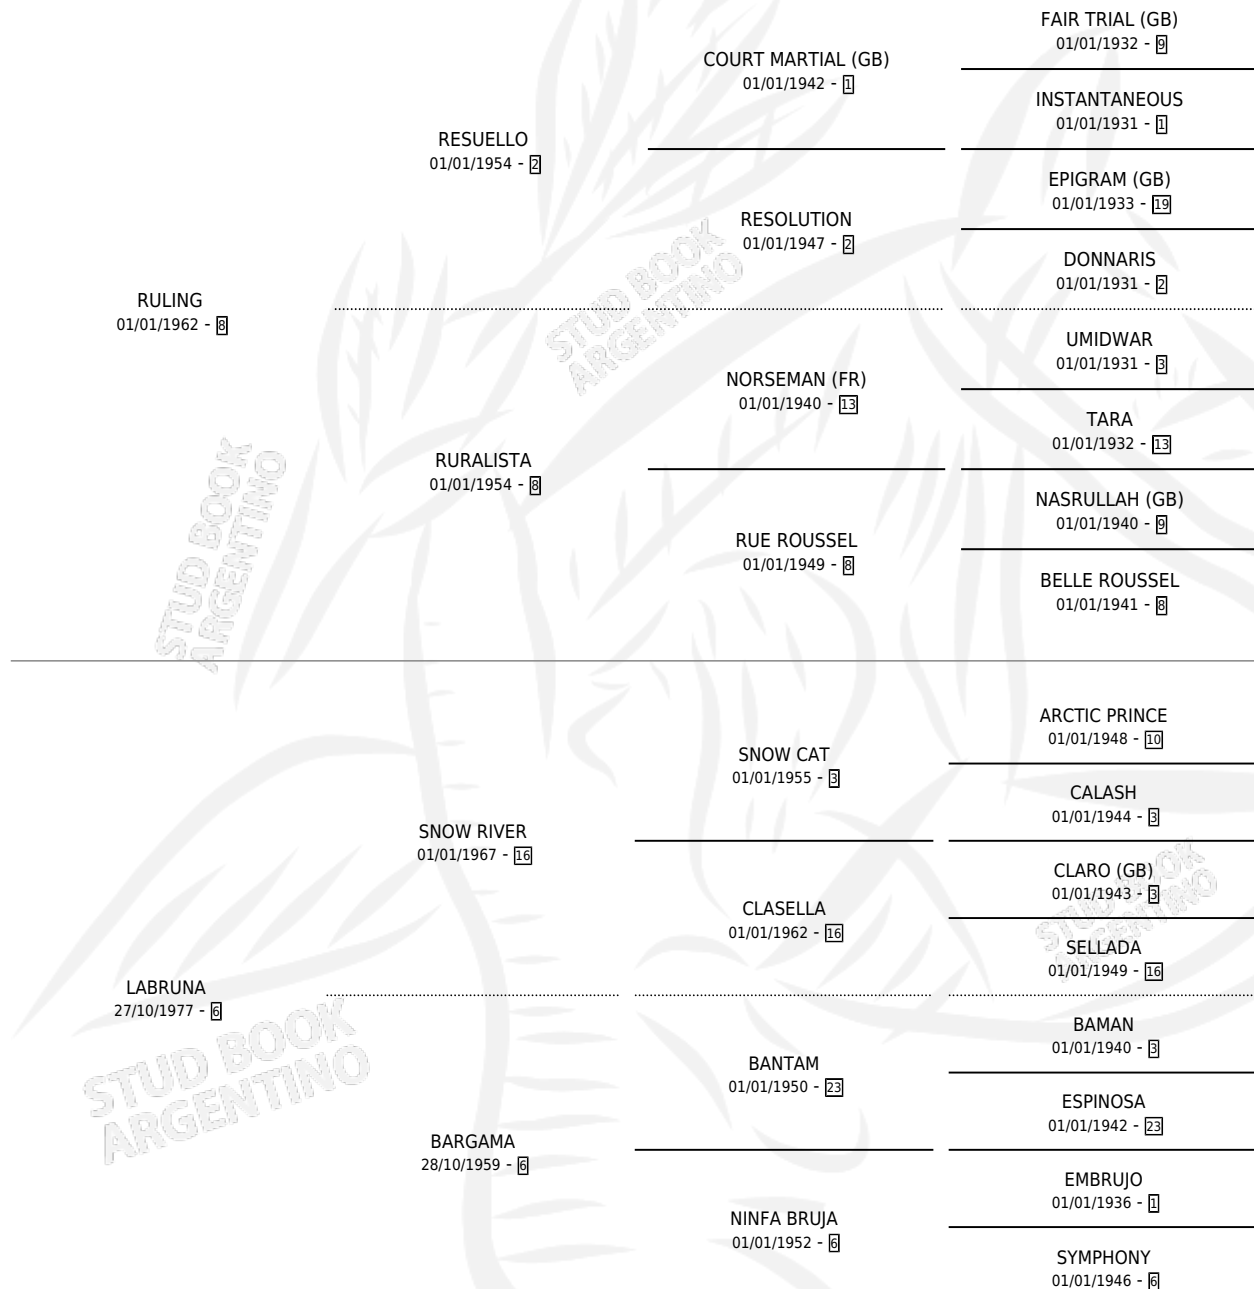 FAIR TRIAL (GB)
01/01/1932 - 9
COURT MARTIAL (GB)
01/01/1942 - 1
INSTANTANEOUS
01/01/1931 - 1
RESUELLO
01/01/1954 - 2
EPIGRAM (GB)
01/01/1933 - 19
RESOLUTION
01/01/1947 - 2
DONNARIS
01/01/1931 - 2
RULING
01/01/1962 - 8
UMIDWAR
01/01/1931 - 3
NORSEMAN (FR)
01/01/1940 - 13
TARA
01/01/1932 - 13
RURALISTA
01/01/1954 - 8
NASRULLAH (GB)
01/01/1940 - 9
RUE ROUSSEL
01/01/1949 - 8
BELLE ROUSSEL
01/01/1941 - 8
ARCTIC PRINCE
01/01/1948 - 10
SNOW CAT
01/01/1955 - 3
CALASH
01/01/1944 - 3
SNOW RIVER
01/01/1967 - 16
CLARO (GB)
01/01/1943 - 3
CLASELLA
01/01/1962 - 16
SELLADA
01/01/1949 - 16
LABRUNA
27/10/1977 - 6
BAMAN
01/01/1940 - 3
BANTAM
01/01/1950 - 23
ESPINOSA
01/01/1942 - 23
BARGAMA
28/10/1959 - 6
EMBRUJO
01/01/1936 - 1
NINFA BRUJA
01/01/1952 - 6
SYMPHONY
01/01/1946 - 6
STUD BOOK
ARGENTINO
STUD BOOK
ARGENTINO
STUD BOOK
ARGENTINO
STUD BOOK
ARGENTINO